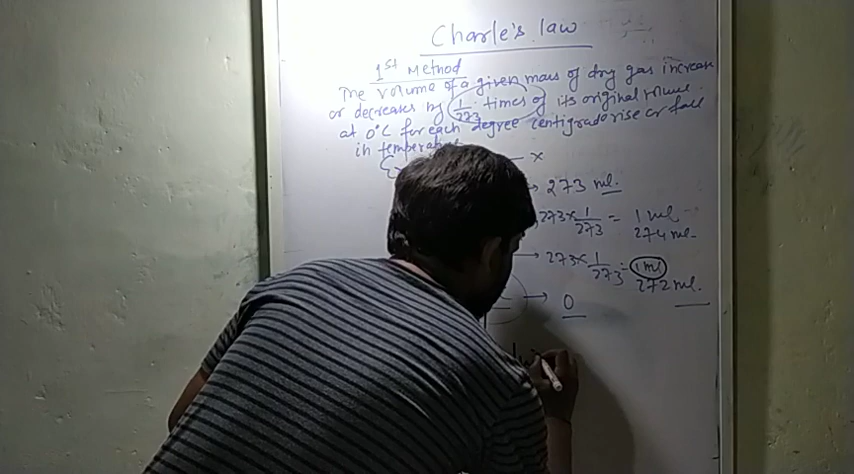 Charle's law
1st Method
The volume of a given mass of dry gas increase
or decreases by 1/273 times of its original volume
at 0°C for each degree centigrade rise or fall
in temperature
x
→ 273 ml.
273 × 1/273 = 1 ml
274 ml.
→ 273 × 1/273 = 1 ml
272 ml.
→ 0